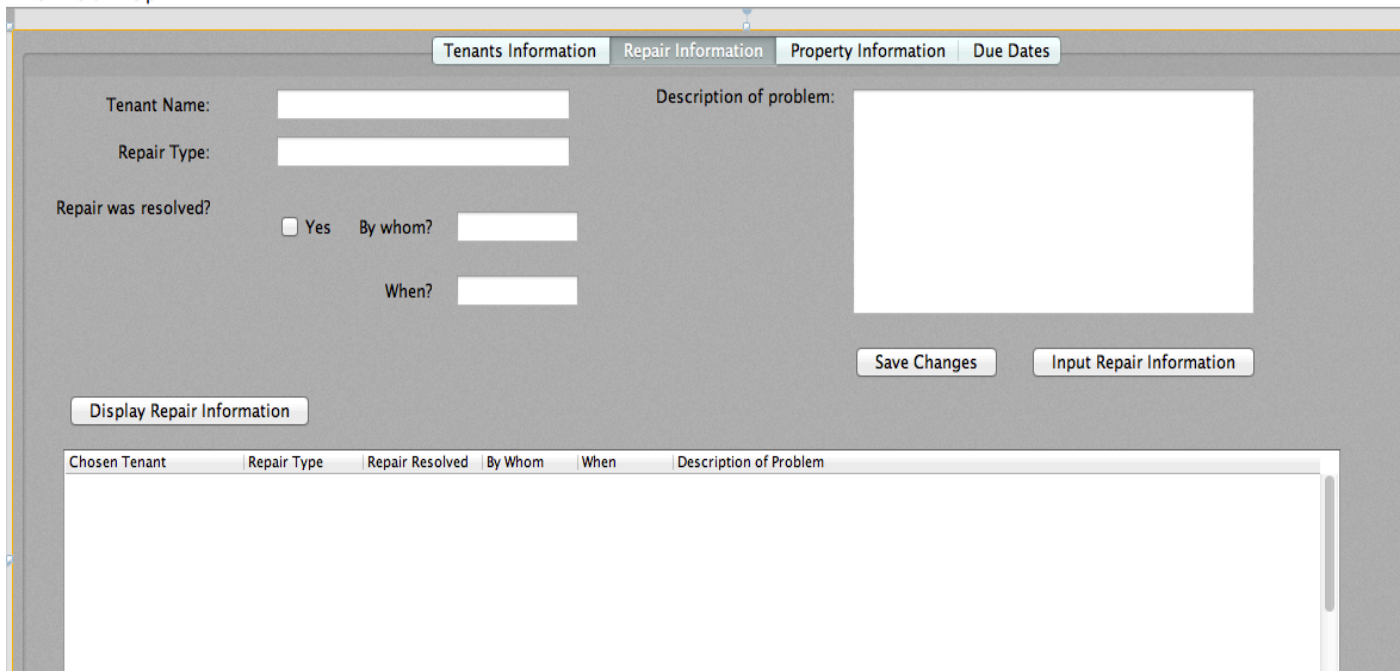 Tenants Information Repair Information Property Information Due Dates
Tenant Name: Description of problem:
Repair Type:
Repair was resolved?
Yes By whom?
When?
Save Changes Input Repair Information
Display Repair Information
Chosen Tenant Repair Type Repair Resolved By Whom When Description of Problem